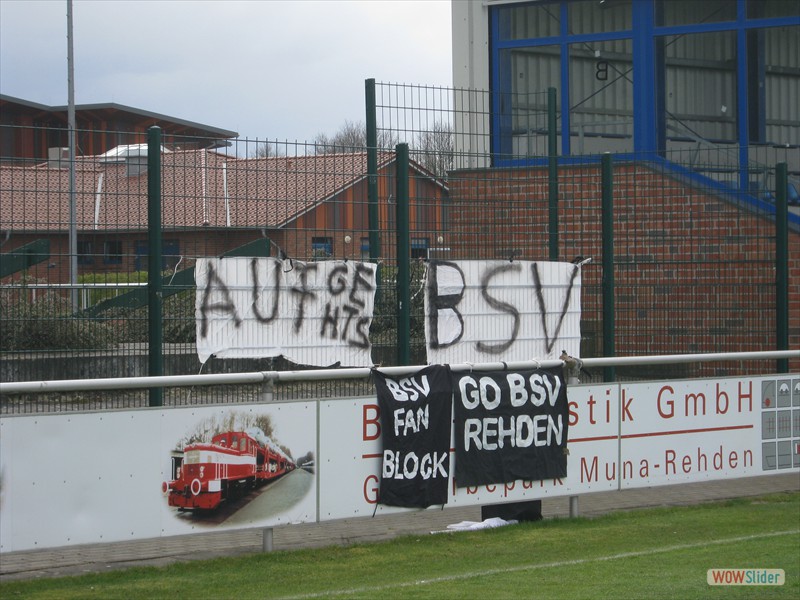 AUFGE
HTS
BSV
BSV
FAN
BLOCK
GO BSV
REHDEN
stik GmbH
Muna-Rehden
WOWSlider